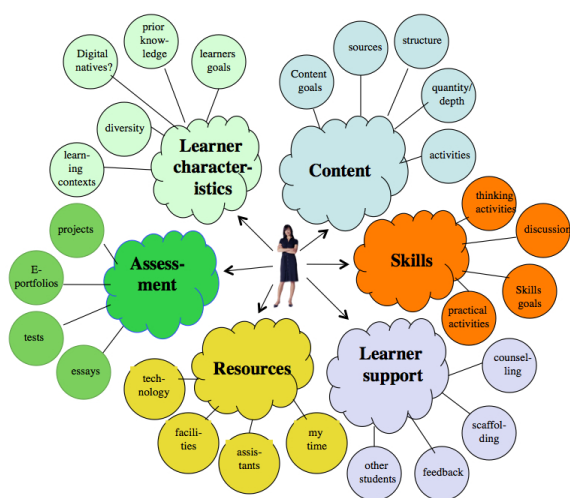 prior
know-
ledge
Digital
natives?
learners
goals
diversity
learn-
ing
contexts
Learner
character-
istics
sources
structure
Content
goals
quantity/
depth
activities
Content
thinking
activities
discussion
Skills
goals
practical
activities
Skills
projects
E-
portfolios
tests
essays
Assess-
ment
Resources
tech-
nology
facili-
ties
assis-
tants
my
time
Learner
support
counsel-
ling
scaffol-
ding
feedback
other
students